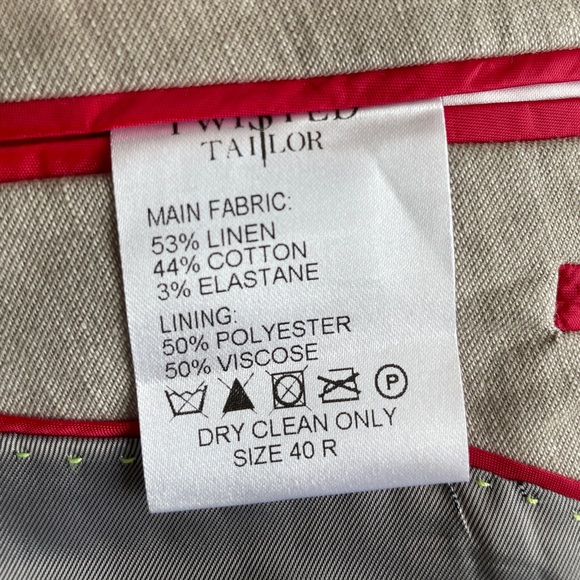 TWISTED
TAILOR
MAIN FABRIC:
53% LINEN
44% COTTON
3% ELASTANE
LINING:
50% POLYESTER
50% VISCOSE
P
DRY CLEAN ONLY
SIZE 40 R